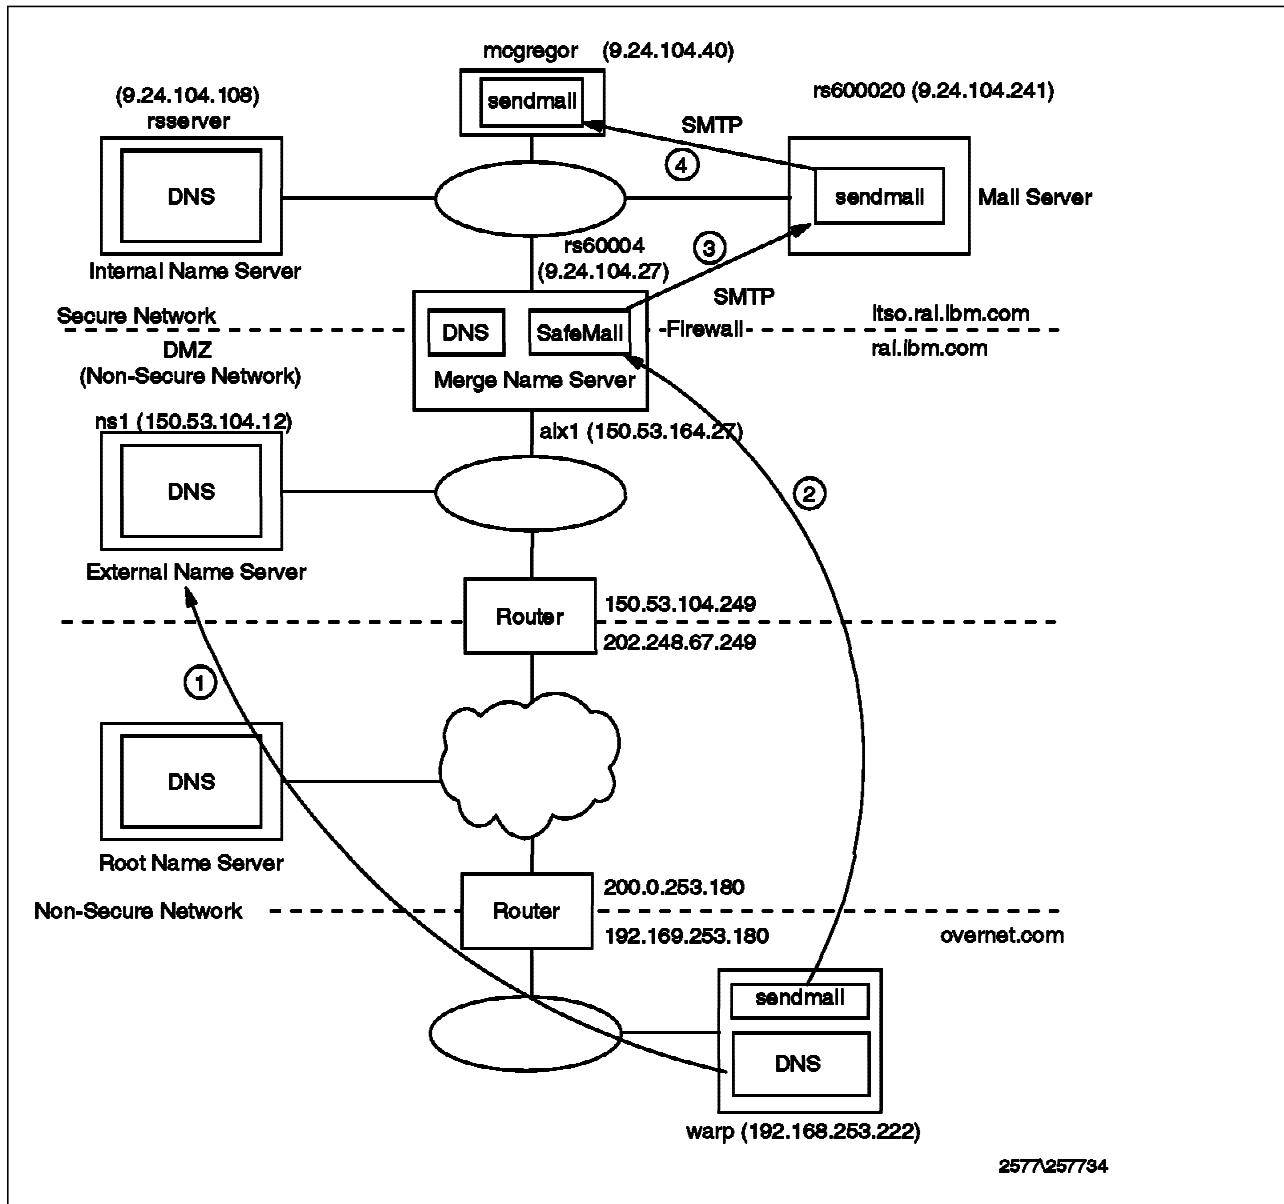 mcgregor (9.24.104.40)
sendmail
(9.24.104.108)
rsserver
rs600020 (9.24.104.241)
SMTP
4
DNS
sendmail
Mail Server
Internal Name Server
rs60004
(9.24.104.27)
3
SMTP
Secure Network
itso.ral.ibm.com
DNS
SafeMail
Firewall
DMZ
(Non-Secure Network)
ral.ibm.com
Merge Name Server
ns1 (150.53.104.12)
aix1 (150.53.164.27)
DNS
2
External Name Server
Router
150.53.104.249
202.248.67.249
1
DNS
Root Name Server
200.0.253.180
Non-Secure Network
Router
192.169.253.180
overnet.com
sendmail
DNS
warp (192.168.253.222)
2577\257734